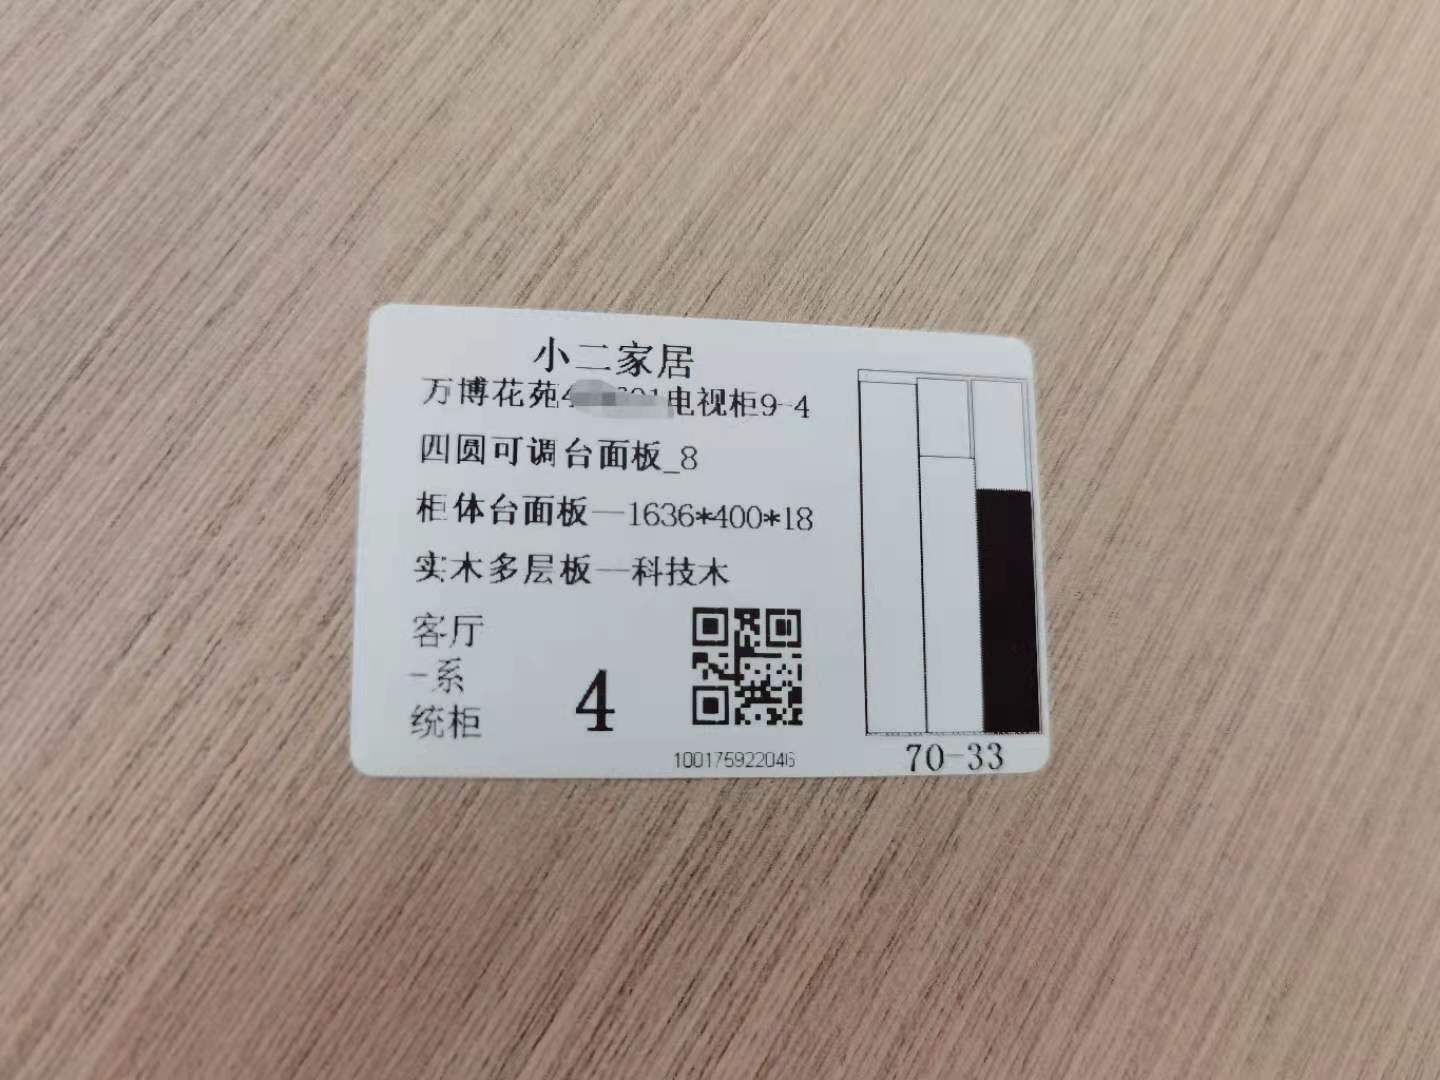 小二家居
万博花苑4 电视柜9-4
四圆可调台面板_8
柜体台面板—1636*400*18
实木多层板—科技木
客厅
-系
统柜
4
100175922046
70-33